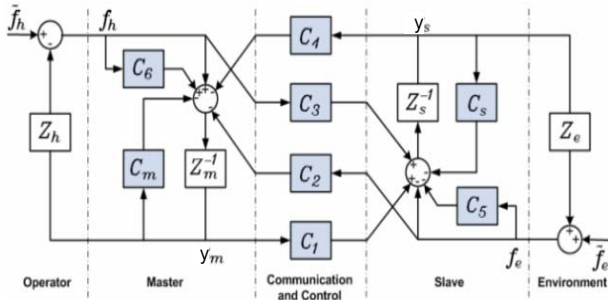 f̃h fh ys
C4
C6
C3 Zs⁻¹ Cs
Zh Ze
Cm Zm⁻¹ C2
C5
C1
ym fe f̃e
Operator Master Communication and Control Slave Environment